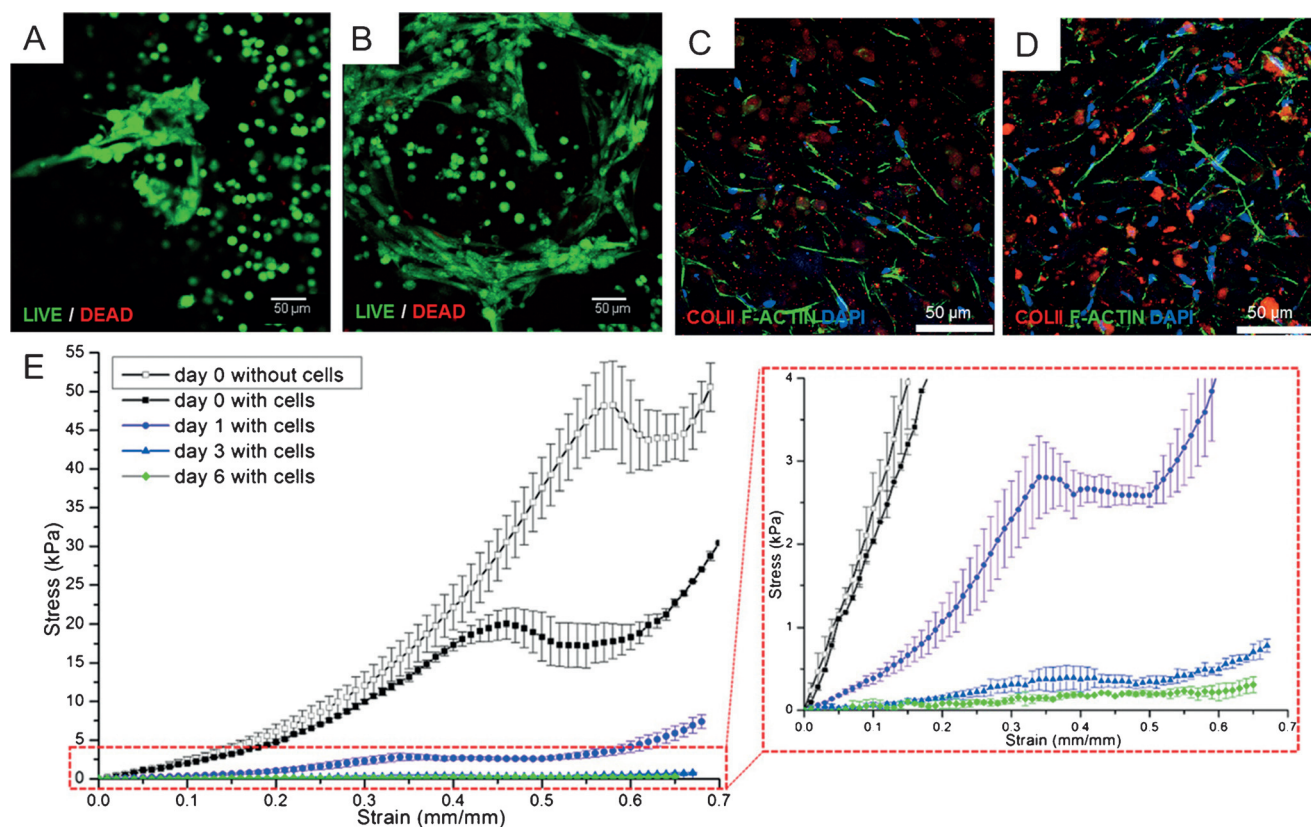 A
B
C
D
50 µm
LIVE / DEAD
50 µm
LIVE / DEAD
50 µm
COLII F-ACTIN DAPI
50 µm
COLII F-ACTIN DAPI
E
day 0 without cells
day 0 with cells
day 1 with cells
day 3 with cells
day 6 with cells
Stress (kPa)
55
50
45
40
35
30
25
20
15
10
5
0
0.0 0.1 0.2 0.3 0.4 0.5 0.6 0.7
Strain (mm/mm)
Stress (kPa)
4
3
2
1
0
0.0 0.1 0.2 0.3 0.4 0.5 0.6 0.7
Strain (mm/mm)